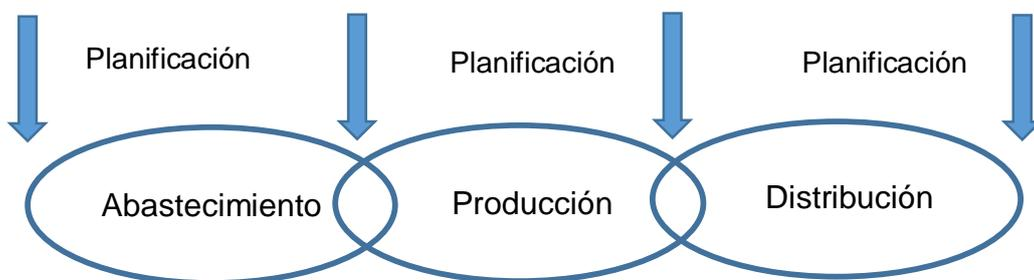 Planificación
Planificación
Planificación
Abastecimiento
Producción
Distribución